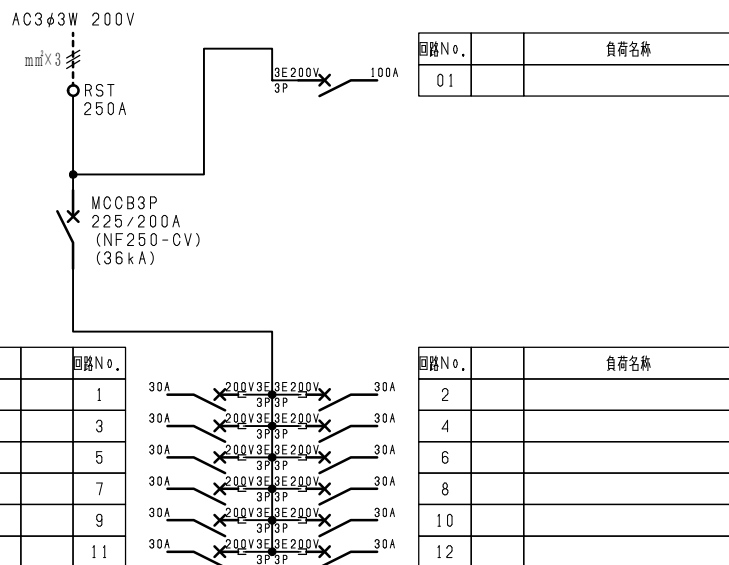 AC3φ3W 200V
mm²×3
RST
250A
3E200V
3P
100A
回路No.
負荷名称
01
MCCB3P
225/200A
(NF250-CV)
(36kA)
回路No.
回路No.
負荷名称
1
30A
200V3E
3P
3E200V
3P
30A
2
3
30A
200V3E
3P
3E200V
3P
30A
4
5
30A
200V3E
3P
3E200V
3P
30A
6
7
30A
200V3E
3P
3E200V
3P
30A
8
9
30A
200V3E
3P
3E200V
3P
30A
10
11
30A
200V3E
3P
3E200V
3P
30A
12